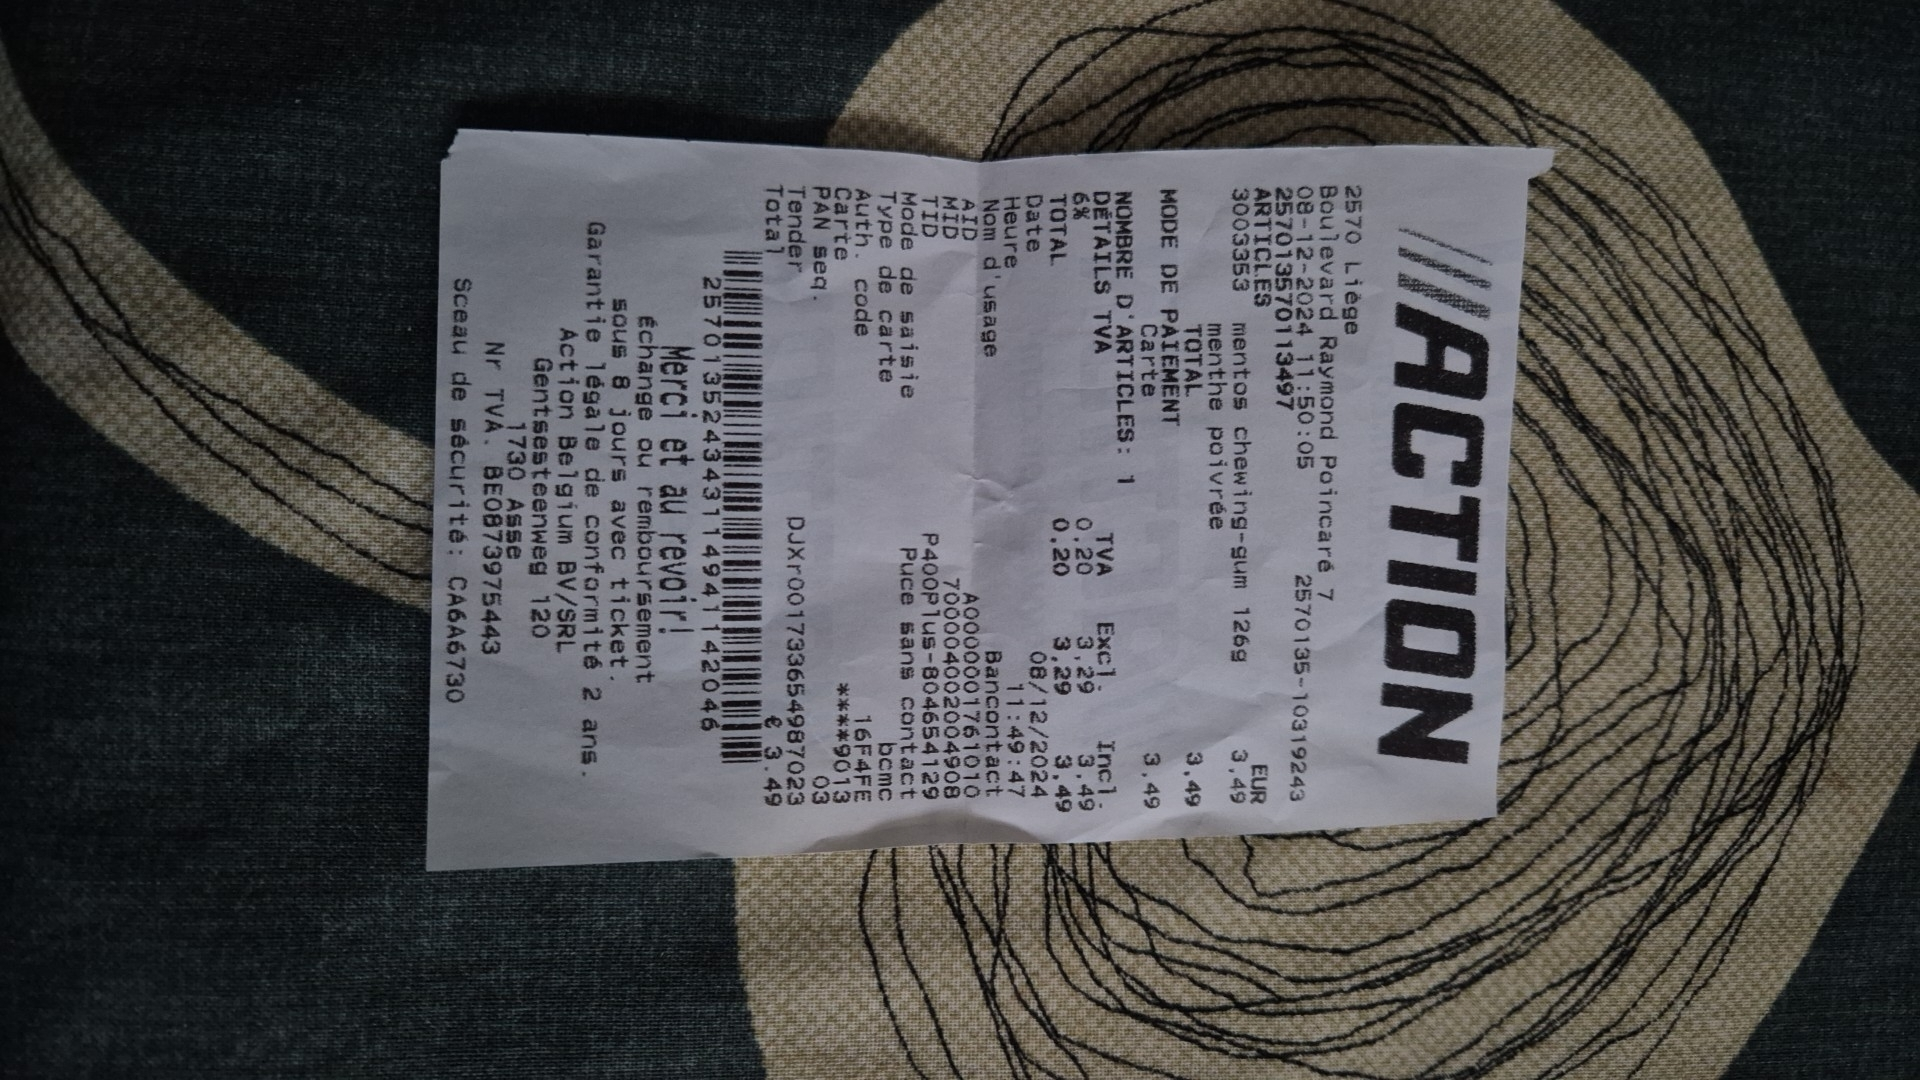 ACTION
2570 Liège
Boulevard Raymond Poincaré 7
08-12-2024 11:50:05 2570135-10319243
257013570113497
ARTICLES EUR
3003353 mentos chewing-gum 126g 3,49
menthe poivrée
TOTAL 3,49
MODE DE PAIEMENT
Carte 3,49
NOMBRE D'ARTICLES: 1
DÉTAILS TVA TVA Excl. Incl.
6% 0.20 3,29 3,49
TOTAL 0,20 3,29 3,49
Date 08/12/2024
Heure 11:49:47
Nom d'usage Bancontact
AID A0000001761010
MID 70000400204908
TID P400Plus-804654129
Mode de saisie Puce sans contact
Type de carte bcmc
Auth. code 16F4FE
Carte ****9013
PAN seq. 03
Tender DJXr001733654987023
Total € 3.49
257013524343114941142046
Merci et au revoir!
Échange ou remboursement
sous 8 jours avec ticket.
Garantie légale de conformité 2 ans.
Action Belgium BV/SRL
Gentsesteenweg 120
1730 Asse
Nr TVA. BE0873975443
Sceau de sécurité: CA6A6730